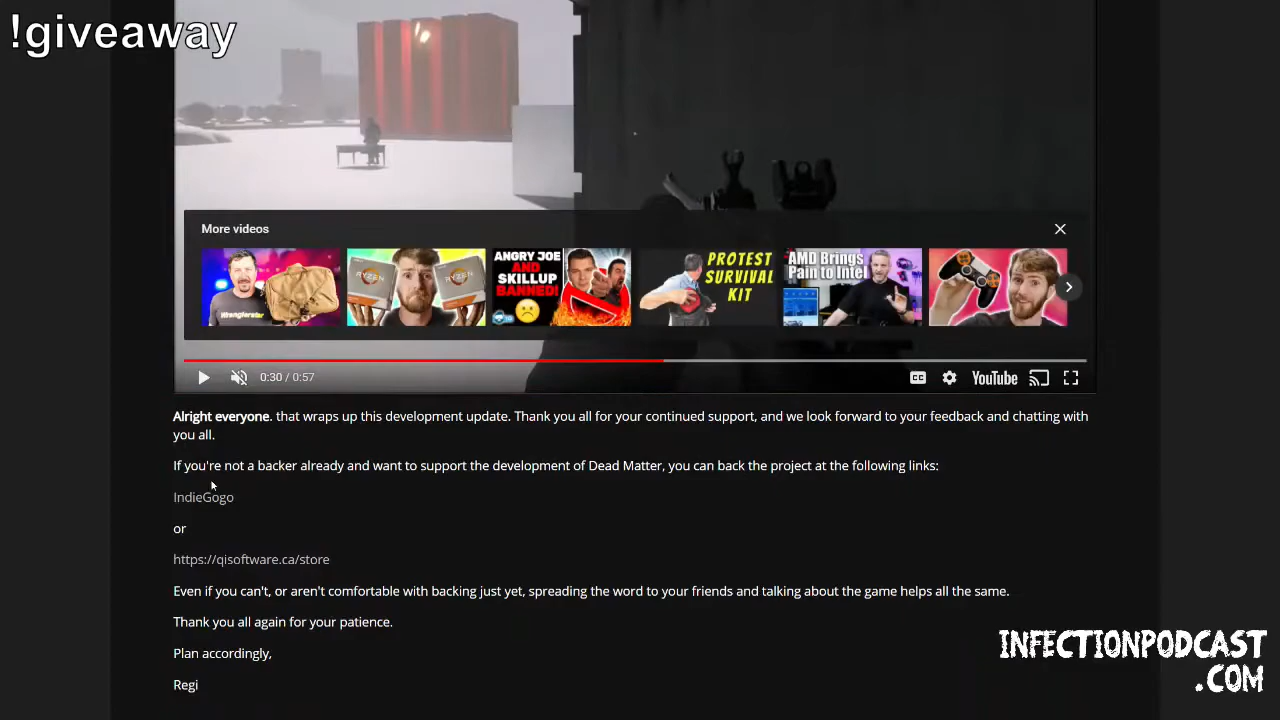 !giveaway
More videos
Wranglerstar
RYZEN
RYZEN
ANGRY JOE
AND
SKILLUP
BANNED!
PROTEST
SURVIVAL
KIT
AMD Brings
Pain to Intel
0:30 / 0:57
CC
YouTube
Alright everyone. that wraps up this development update. Thank you all for your continued support, and we look forward to your feedback and chatting with
you all.
If you're not a backer already and want to support the development of Dead Matter, you can back the project at the following links:
IndieGogo
or
https://qisoftware.ca/store
Even if you can't, or aren't comfortable with backing just yet, spreading the word to your friends and talking about the game helps all the same.
Thank you all again for your patience.
Plan accordingly,
Regi
INFECTIONPODCAST
.COM